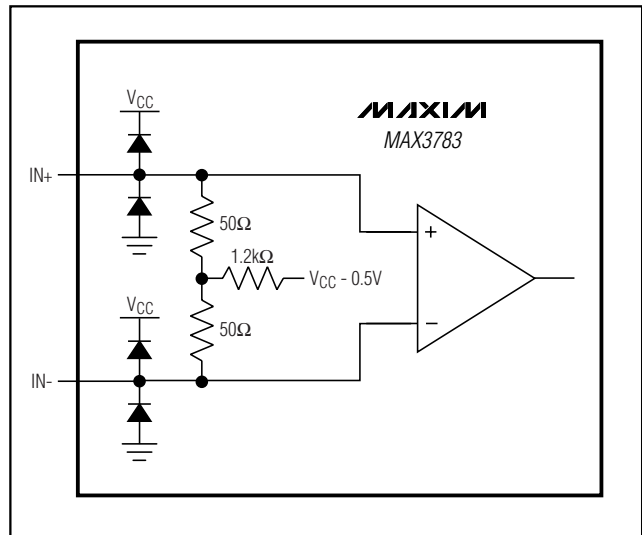 VCC
MAXIM
MAX3783
IN+
50Ω
+
1.2kΩ
VCC - 0.5V
VCC
50Ω
−
IN-